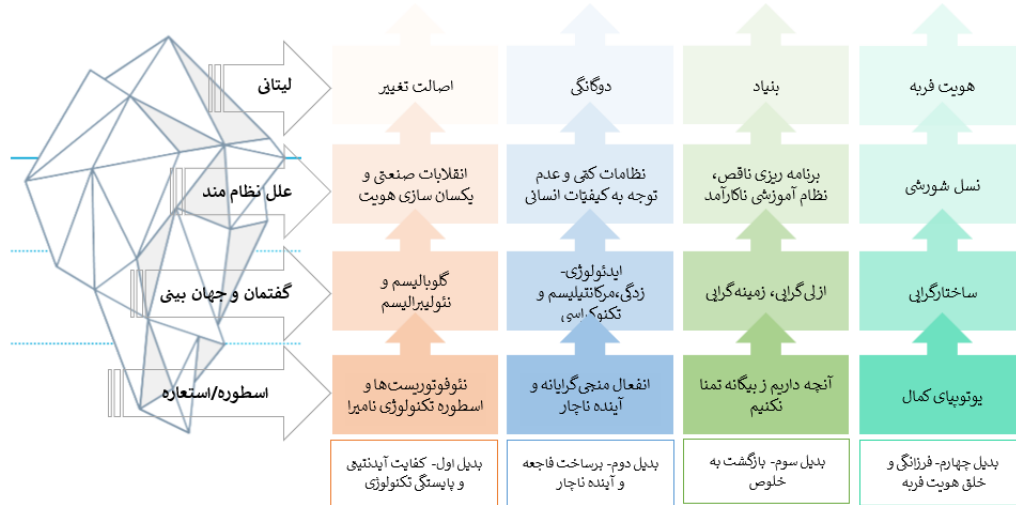 لیتانی
اصالت تغییر
دوگانگی
بنیاد
هویت فربه
علل نظام مند
انقلابات صنعتی و
یکسان سازی هویت
نظامات کمّی و عدم
توجه به کیفیّات انسانی
برنامه ریزی ناقص،
نظام آموزشی ناکارآمد
نسل شورشی
گفتمان و جهان بینی
گلوبالیسم و
نئولیبرالیسم
ایدئولوژی-
زدگی،مرکانتیلیسم و
تکنوکراسی
ازلی‌گرایی، زمینه‌گرایی
ساختارگرایی
اسطوره/استعاره
نئوفوتوریست‌ها و
اسطوره تکنولوژی نامیرا
انفعال منجی‌گرایانه و
آینده ناچار
آنچه داریم ز بیگانه تمنا
نکنیم
یوتوپیای کمال
بدیل اول- کفایت آیدنتیتی
و پایستگی تکنولوژی
بدیل دوم- برساخت فاجعه
و آینده ناچار
بدیل سوم- بازگشت به
خلوص
بدیل چهارم- فرزانگی و
خلق هویت فربه